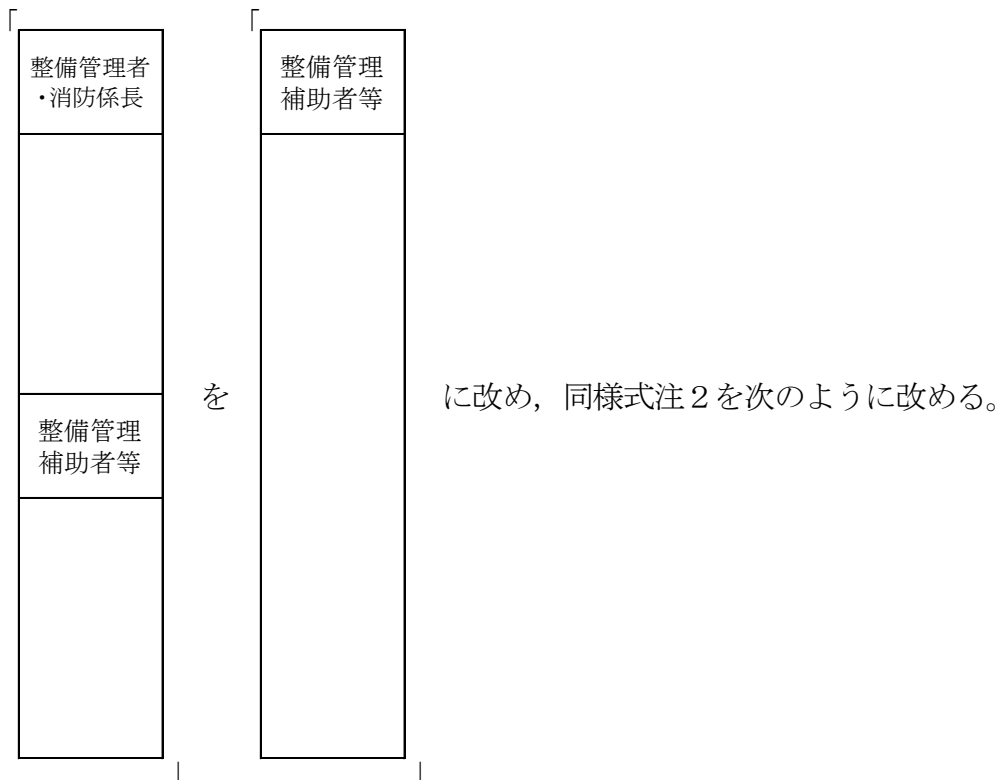 「
整備管理者
・消防係長
整備管理
補助者等
」
を
「
整備管理
補助者等
」
に改め，同様式注２を次のように改める。